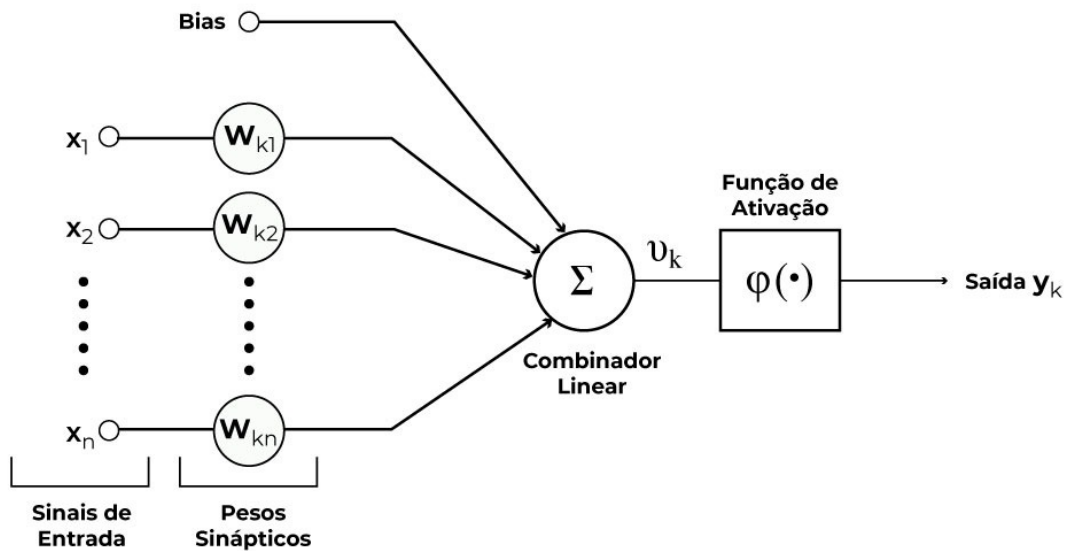 Bias
x1
Wk1
x2
Wk2
xn
Wkn
Sinais de
Entrada
Pesos
Sinápticos
Σ
Combinador
Linear
υk
Função de
Ativação
φ(•)
Saída yk